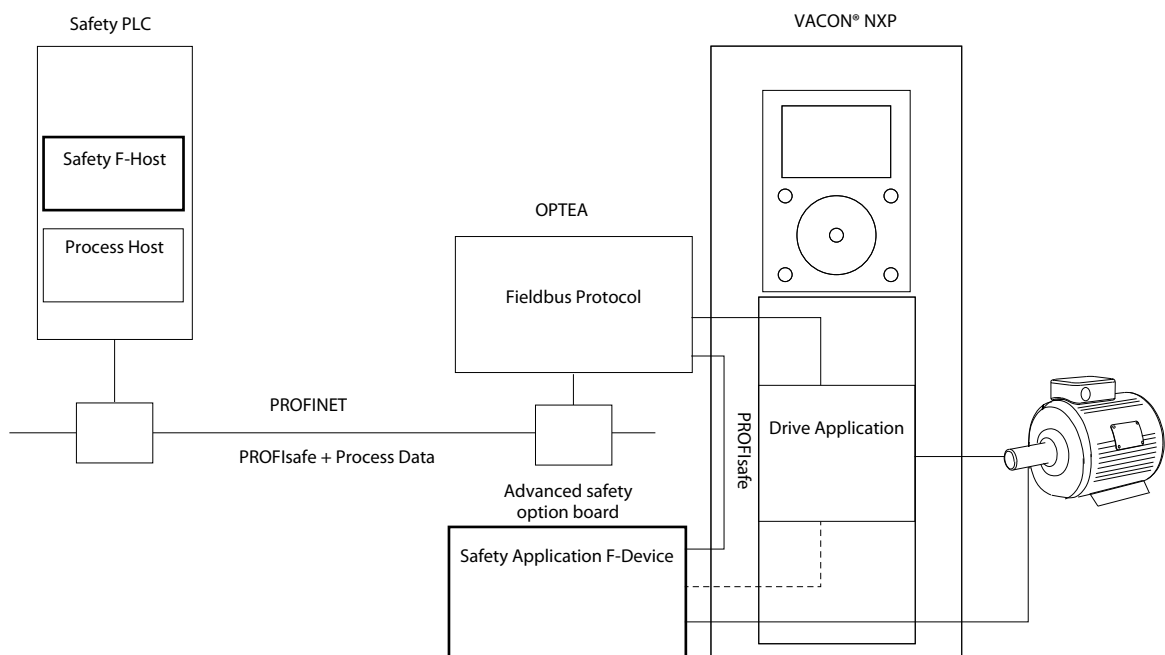 Safety PLC
VACON® NXP
Safety F-Host
Process Host
OPTEA
Fieldbus Protocol
PROFINET
PROFIsafe + Process Data
PROFIsafe
Drive Application
Advanced safety
option board
Safety Application F-Device